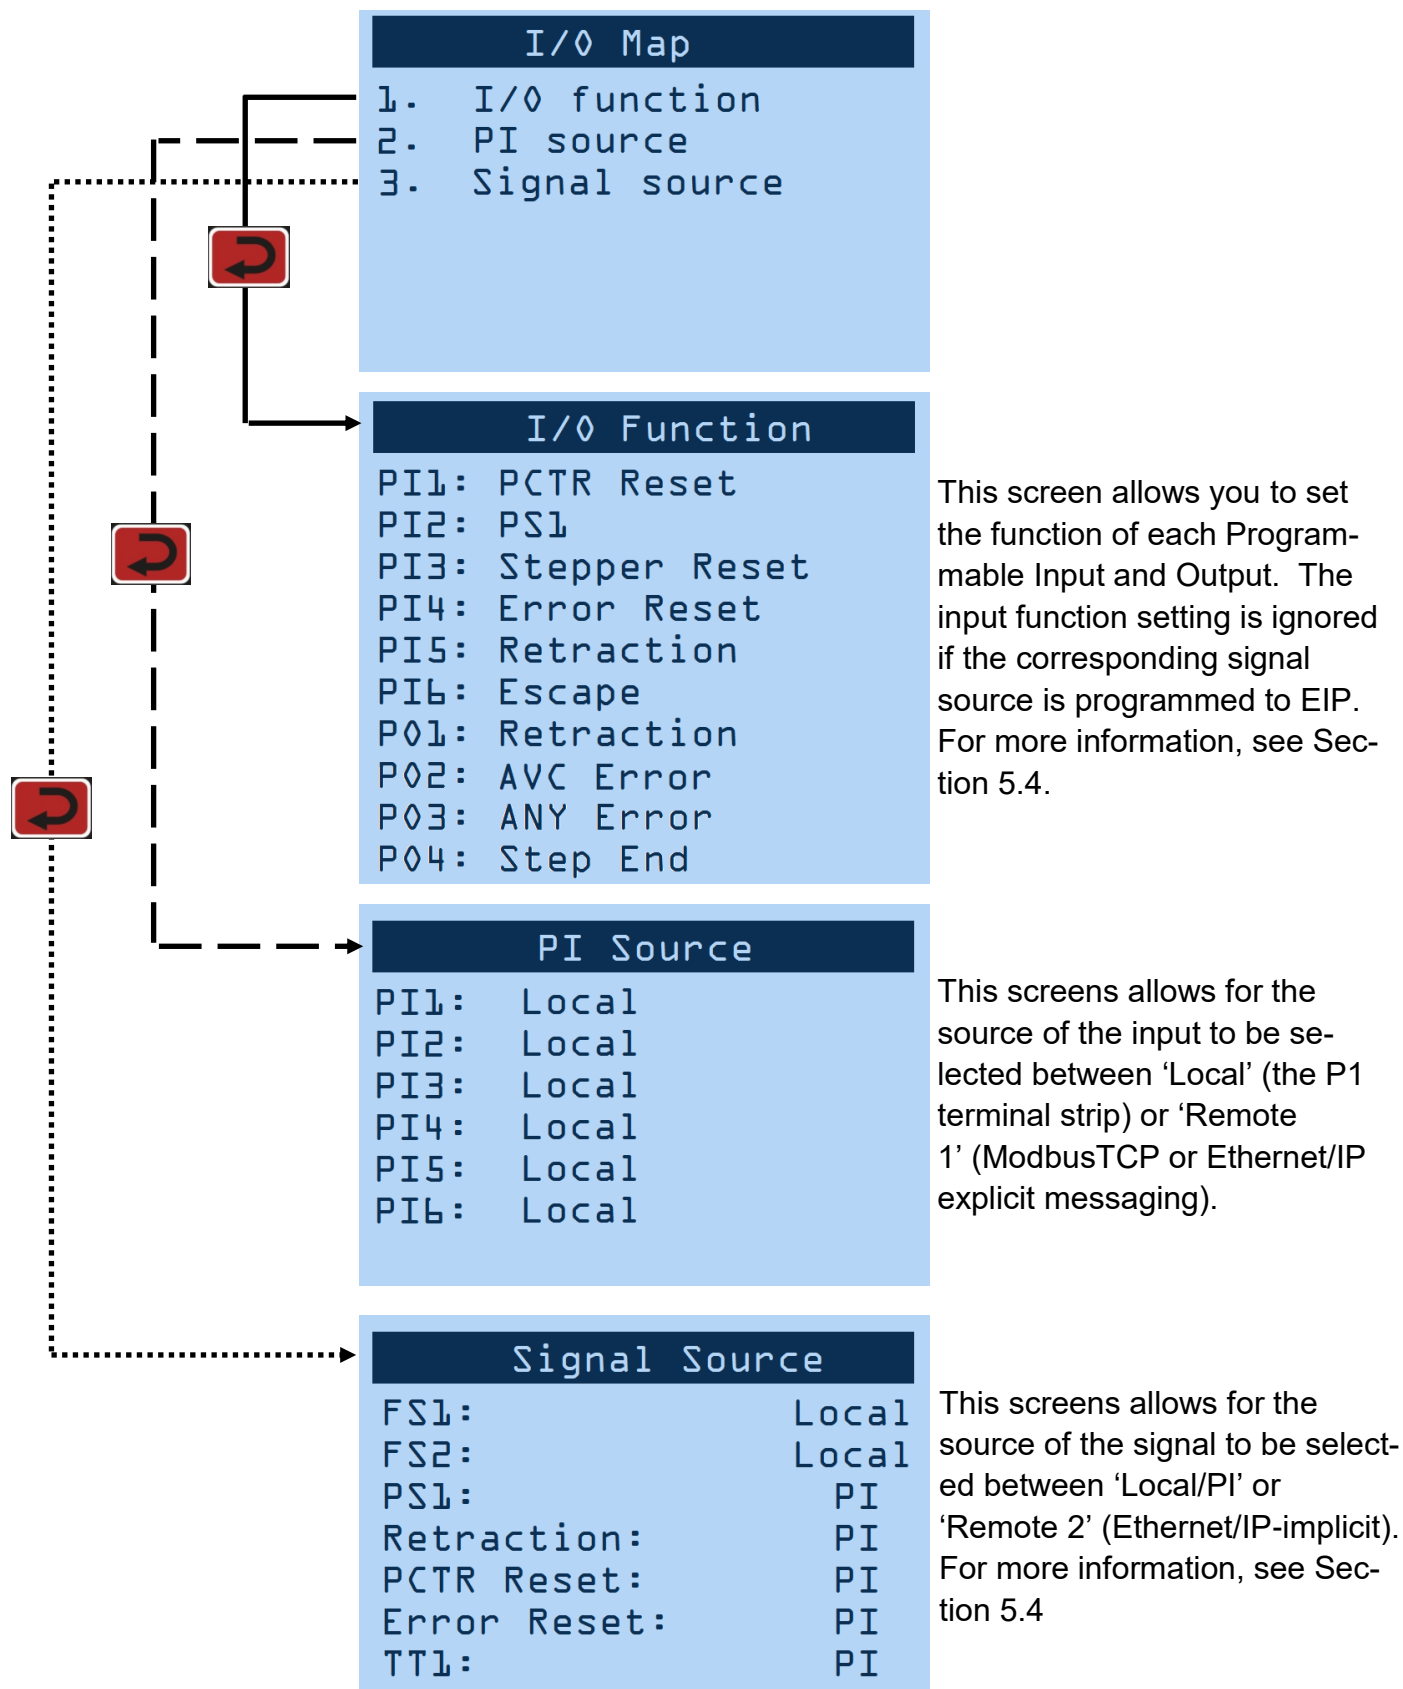 I/O Map
1. I/O function
2. PI source
3. Signal source
I/O Function
PI1: PCTR Reset
PI2: PS1
PI3: Stepper Reset
PI4: Error Reset
PI5: Retraction
PI6: Escape
PO1: Retraction
PO2: AVC Error
PO3: ANY Error
PO4: Step End
This screen allows you to set
the function of each Program-
mable Input and Output.  The
input function setting is ignored
if the corresponding signal
source is programmed to EIP.
For more information, see Sec-
tion 5.4.
PI Source
PI1: Local
PI2: Local
PI3: Local
PI4: Local
PI5: Local
PI6: Local
This screens allows for the
source of the input to be se-
lected between ‘Local’ (the P1
terminal strip) or ‘Remote
1’ (ModbusTCP or Ethernet/IP
explicit messaging).
Signal Source
FS1: Local
FS2: Local
PS1: PI
Retraction: PI
PCTR Reset: PI
Error Reset: PI
TT1: PI
This screens allows for the
source of the signal to be select-
ed between ‘Local/PI’ or
‘Remote 2’ (Ethernet/IP-implicit).
For more information, see Sec-
tion 5.4